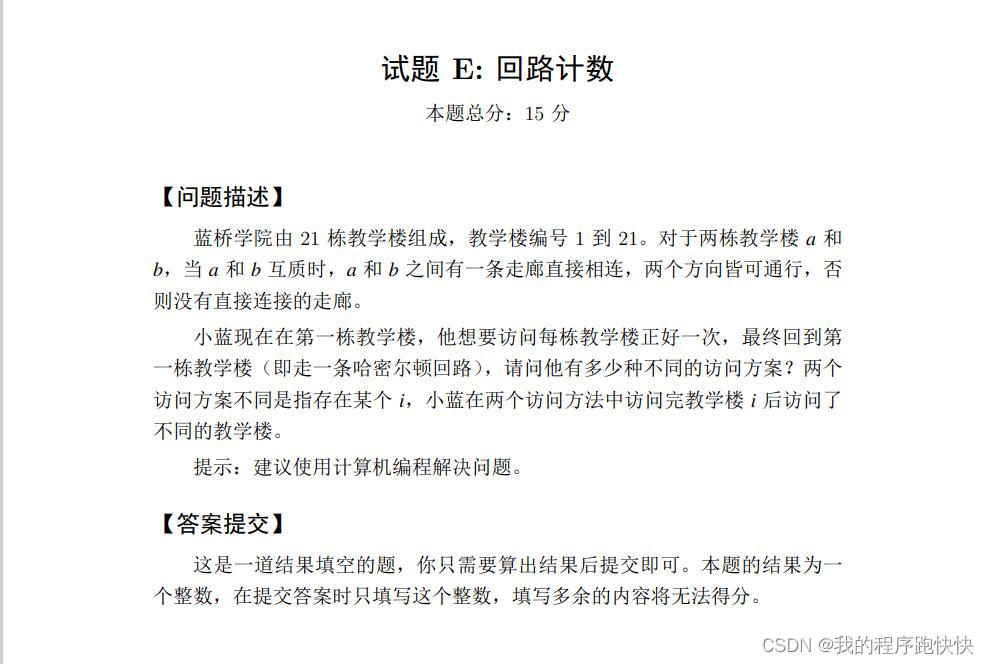 试题 E: 回路计数
本题总分：15 分
【问题描述】
蓝桥学院由 21 栋教学楼组成，教学楼编号 1 到 21。对于两栋教学楼 a 和
b，当 a 和 b 互质时，a 和 b 之间有一条走廊直接相连，两个方向皆可通行，否
则没有直接连接的走廊。
小蓝现在在第一栋教学楼，他想要访问每栋教学楼正好一次，最终回到第
一栋教学楼（即走一条哈密尔顿回路），请问他有多少种不同的访问方案？两个
访问方案不同是指存在某个 i，小蓝在两个访问方法中访问完教学楼 i 后访问了
不同的教学楼。
提示：建议使用计算机编程解决问题。
【答案提交】
这是一道结果填空的题，你只需要算出结果后提交即可。本题的结果为一
个整数，在提交答案时只填写这个整数，填写多余的内容将无法得分。
CSDN @我的程序跑快快